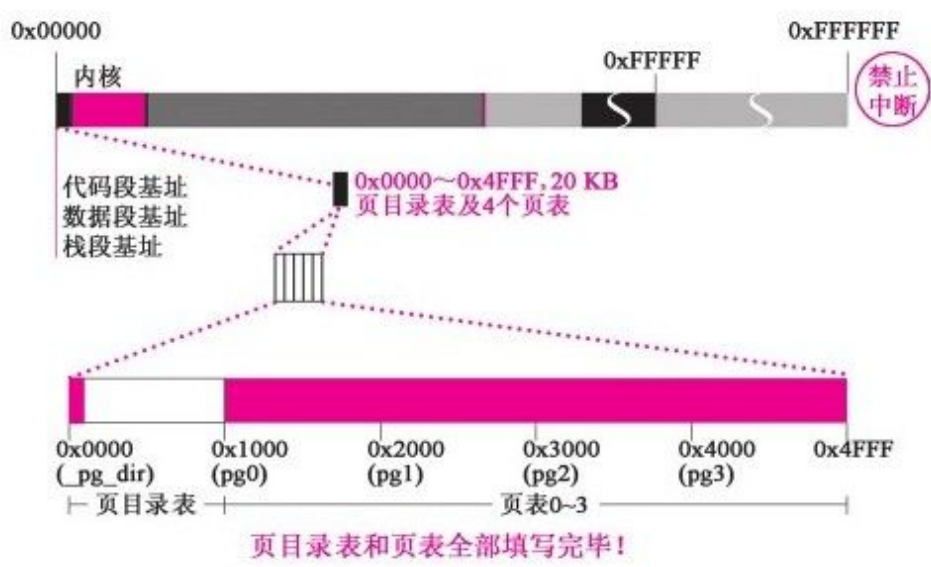 0x00000
0xFFFFFF
内核
0xFFFFF
禁止
中断
代码段基址
数据段基址
栈段基址
0x0000～0x4FFF, 20 KB
页目录表及4个页表
0x0000
(_pg_dir)
0x1000
(pg0)
0x2000
(pg1)
0x3000
(pg2)
0x4000
(pg3)
0x4FFF
页目录表
页表0~3
页目录表和页表全部填写完毕！